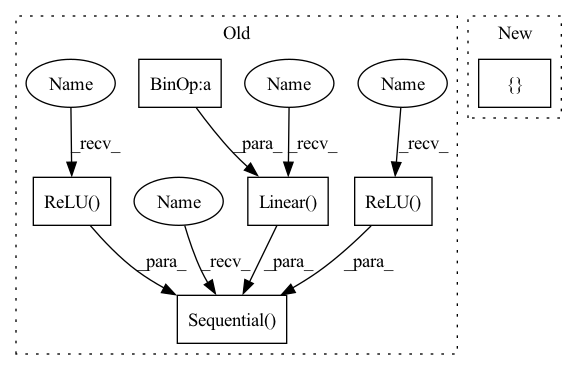 Old
New
Name
BinOp:a
Name
Name
{}
_recv_
_para_
_recv_
_recv_
ReLU()
Name
Linear()
ReLU()
_para_
_recv_
_para_
_para_
Sequential()